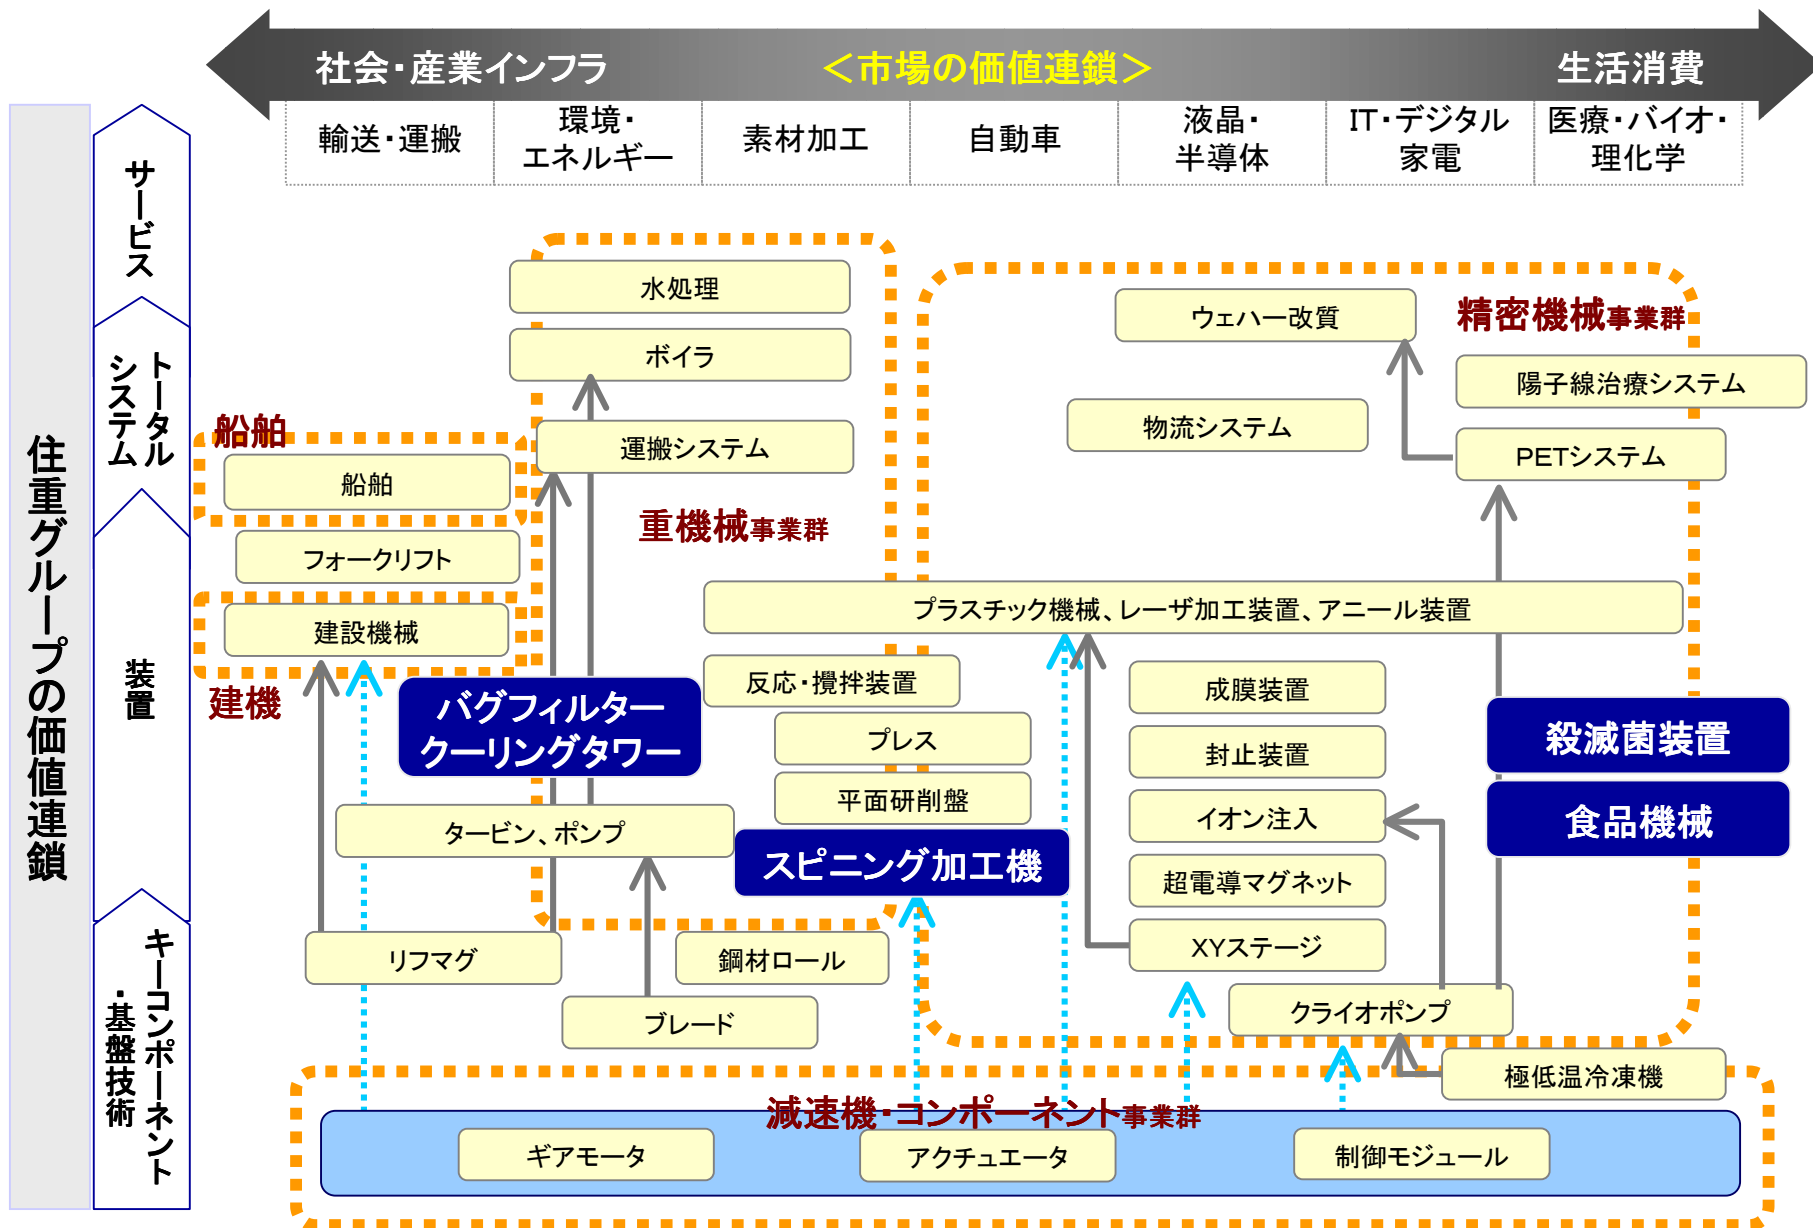 社会・産業インフラ
＜市場の価値連鎖＞
生活消費
輸送・運搬
環境・
エネルギー
素材加工
自動車
液晶・
半導体
IT・デジタル
家電
医療・バイオ・
理化学
住重グループの価値連鎖
サービス
トータル
システム
装置
キーコンポーネント
・基盤技術
水処理
ボイラ
運搬システム
重機械事業群
船舶
船舶
フォークリフト
建設機械
建機
ウェハー改質
精密機械事業群
陽子線治療システム
物流システム
PETシステム
プラスチック機械、レーザ加工装置、アニール装置
反応・攪拌装置
バグフィルター
クーリングタワー
プレス
平面研削盤
タービン、ポンプ
スピニング加工機
成膜装置
封止装置
イオン注入
超電導マグネット
XYステージ
殺滅菌装置
食品機械
リフマグ
鋼材ロール
ブレード
クライオポンプ
極低温冷凍機
減速機・コンポーネント事業群
ギアモータ
アクチュエータ
制御モジュール